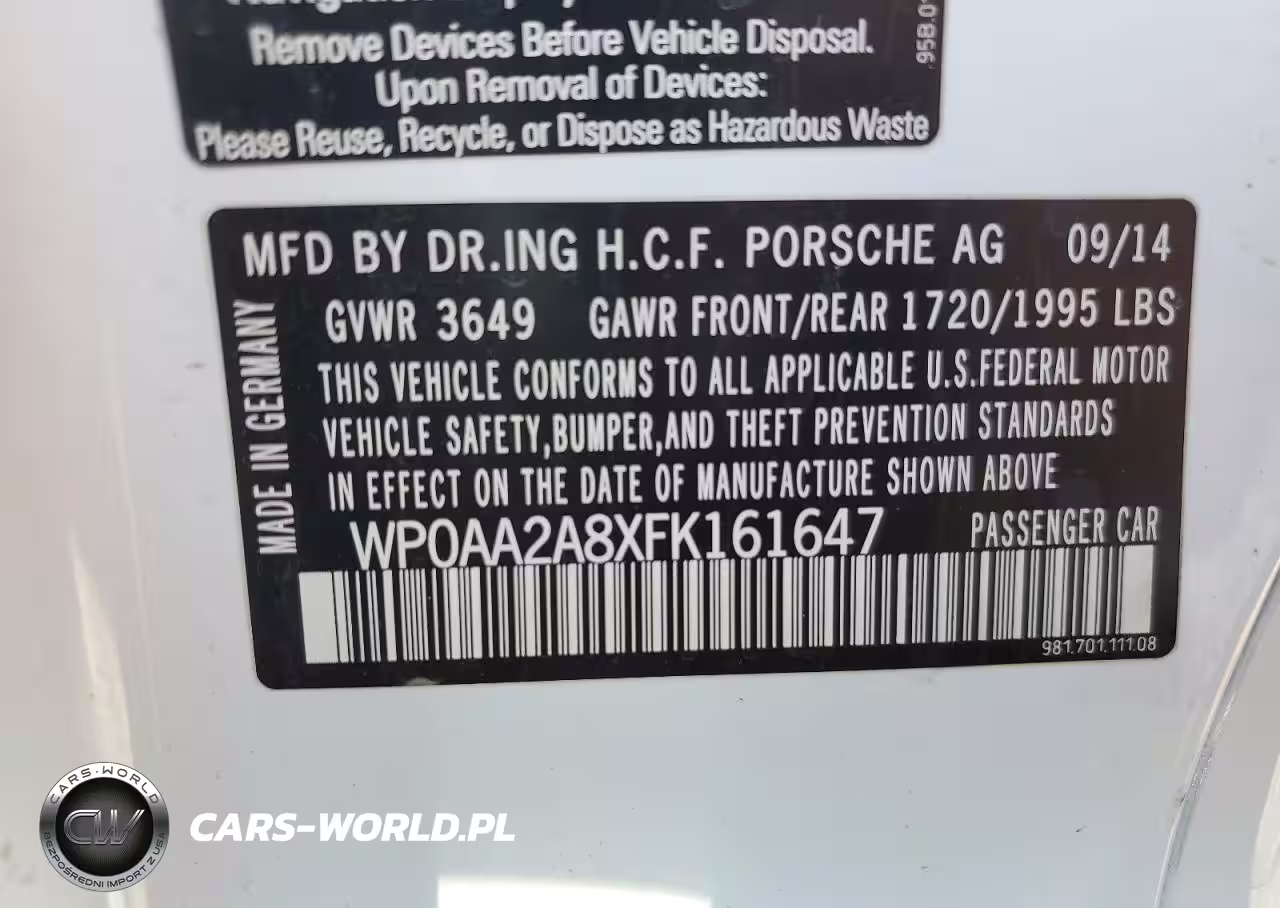 Remove Devices Before Vehicle Disposal.
Upon Removal of Devices:
Please Reuse, Recycle, or Dispose as Hazardous Waste
MFD BY DR.ING H.C.F. PORSCHE AG 09/14
GVWR 3649 GAWR FRONT/REAR 1720/1995 LBS
THIS VEHICLE CONFORMS TO ALL APPLICABLE U.S.FEDERAL MOTOR
VEHICLE SAFETY,BUMPER,AND THEFT PREVENTION STANDARDS
IN EFFECT ON THE DATE OF MANUFACTURE SHOWN ABOVE
WP0AA2A8XFK161647 PASSENGER CAR
981.701.111.08
MADE IN GERMANY
CARS-WORLD
CW
BEZPOŚREDNI IMPORT Z USA
CARS-WORLD.PL